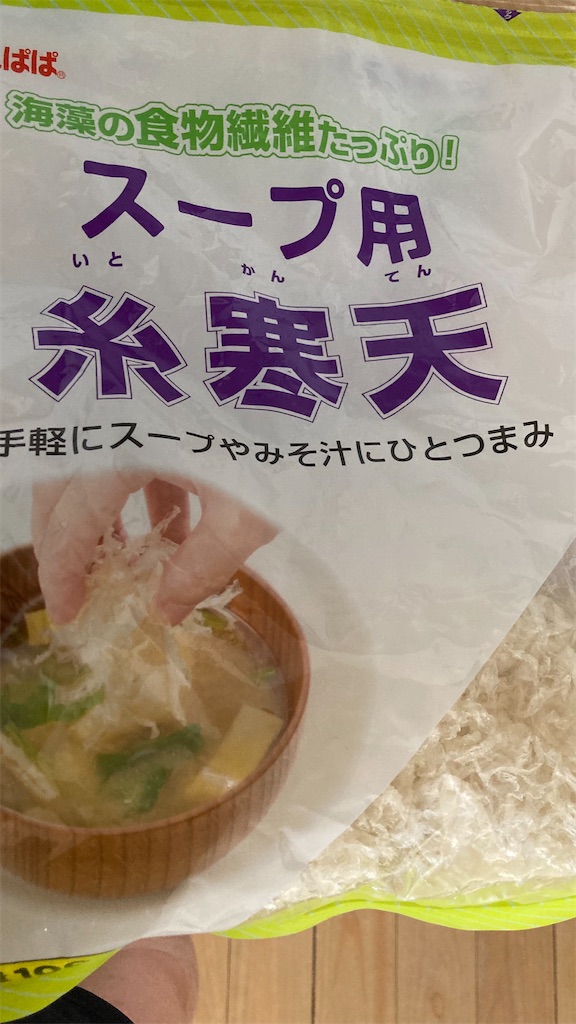 ぱぱ®
海藻の食物繊維たっぷり!
スープ用
いと かん てん
糸寒天
手軽にスープやみそ汁にひとつまみ